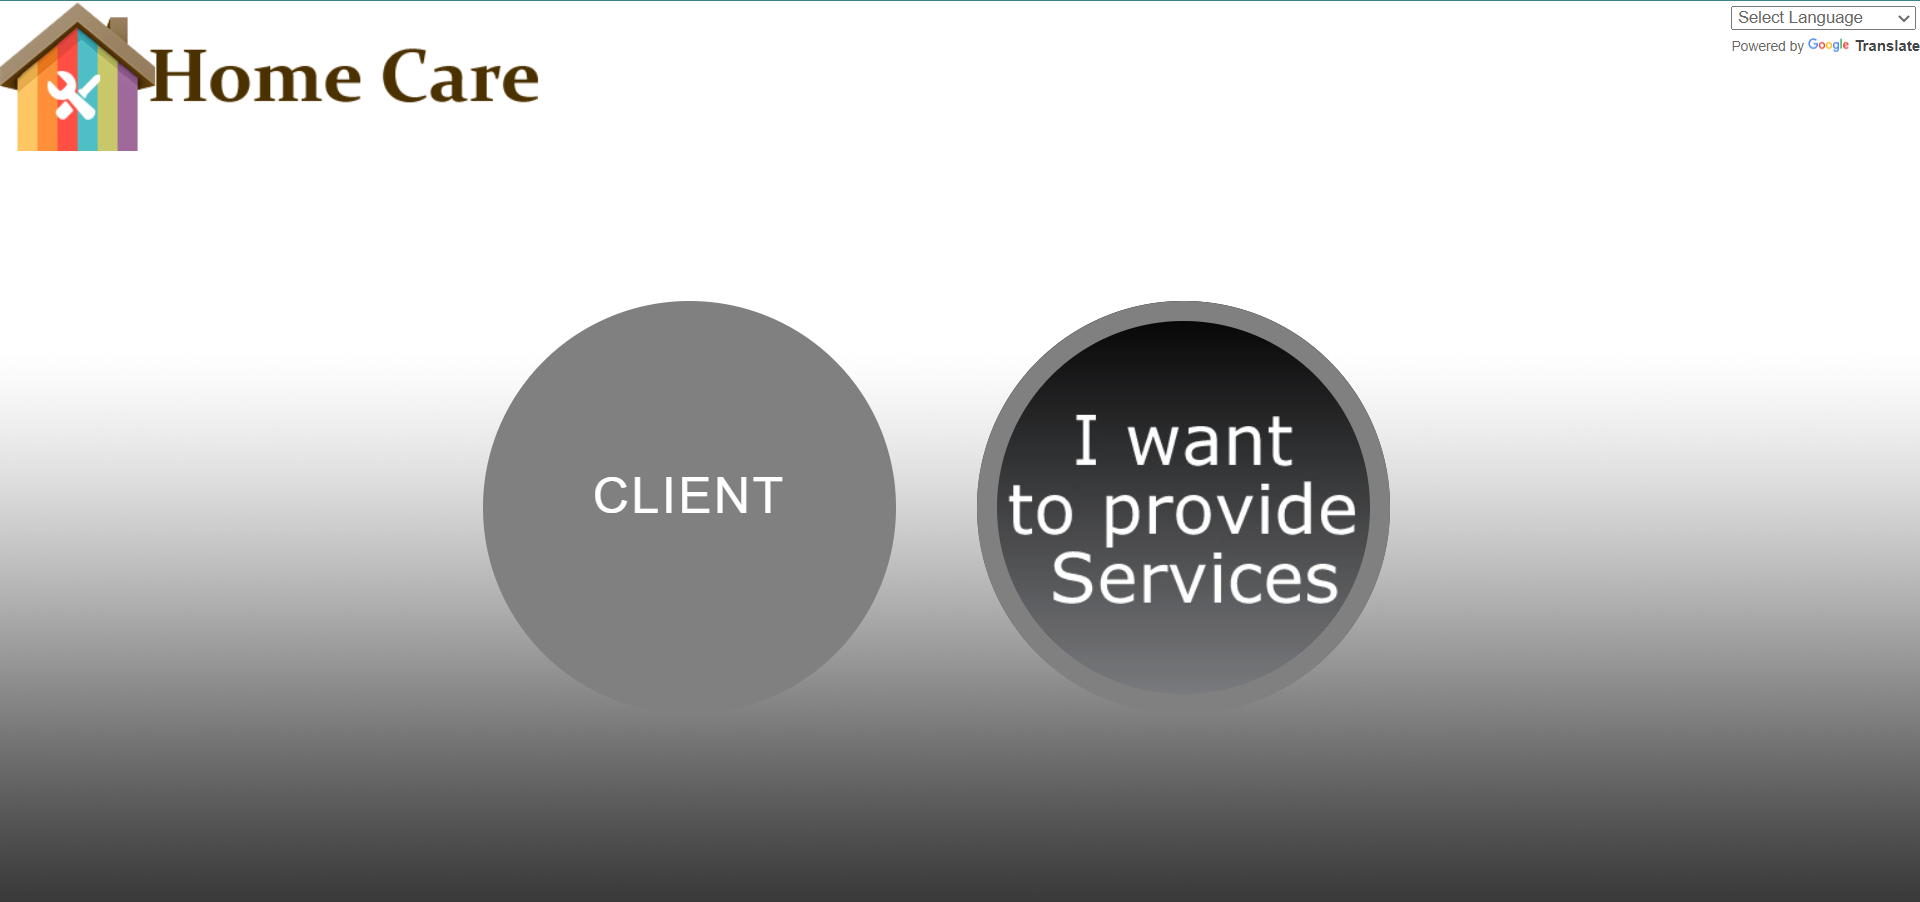 Home Care
Select Language
Powered by Google Translate
CLIENT
I want
to provide
Services